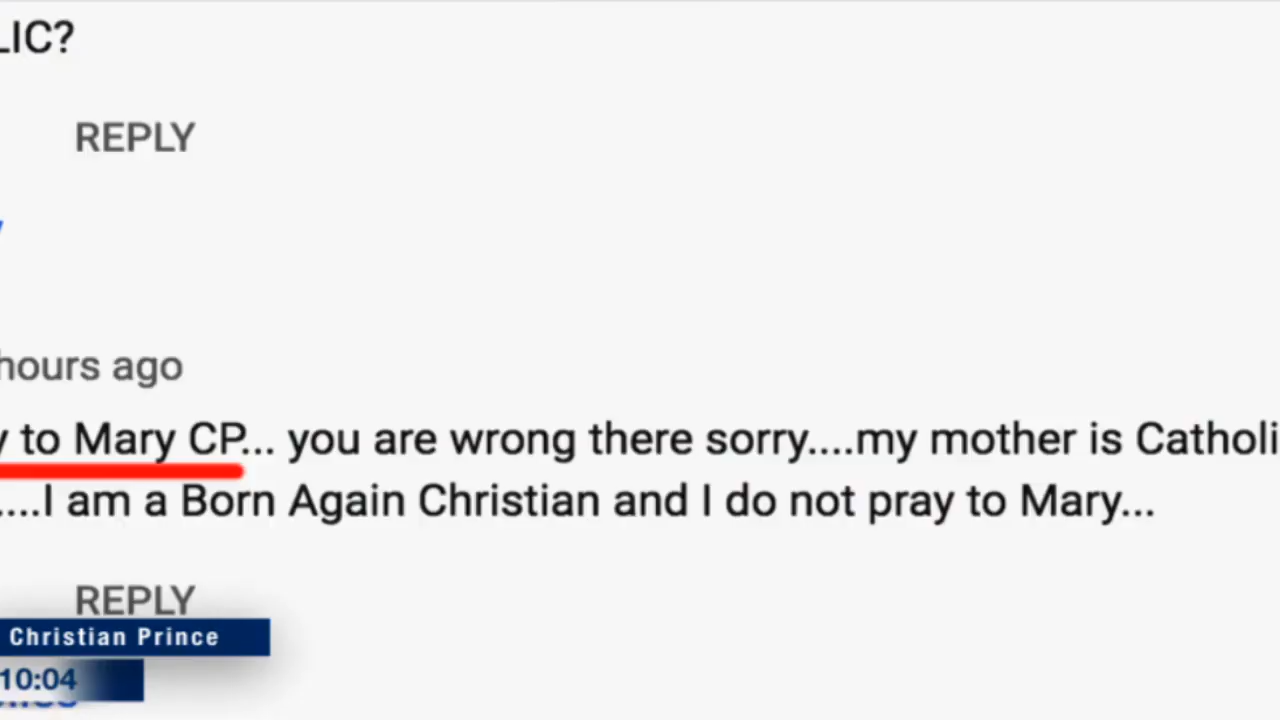 LIC?
REPLY
hours ago
to Mary CP... you are wrong there sorry....my mother is Catholi
....I am a Born Again Christian and I do not pray to Mary...
REPLY
Christian Prince
10:04